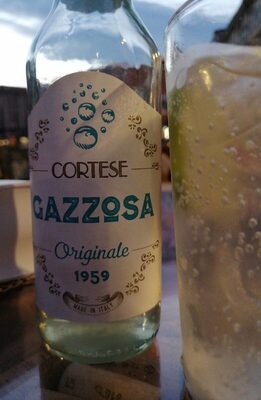 CORTESE
GAZZOSA
Originale
1959
MADE IN ITALY